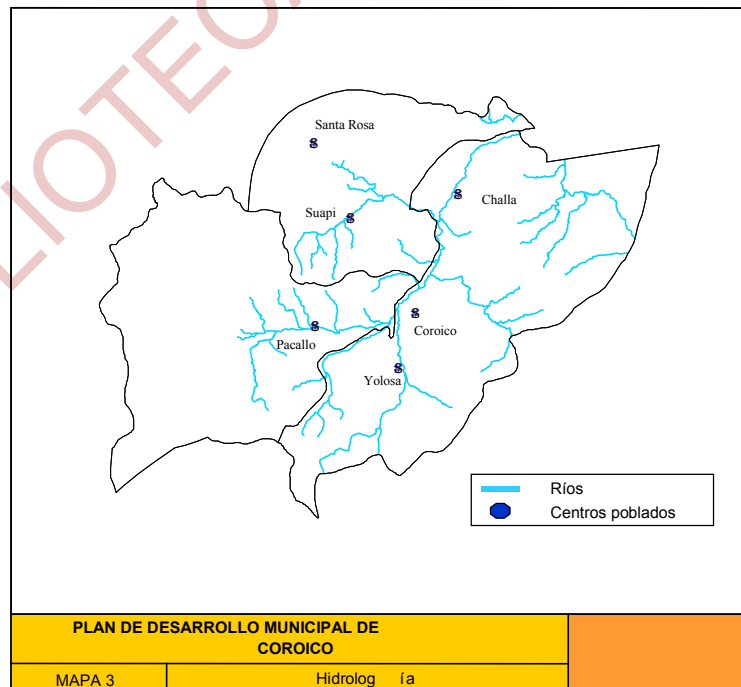 LIOTECA
Santa Rosa
Challa
Suapi
Coroico
Pacallo
Yolosa
Ríos
Centros poblados
PLAN DE DESARROLLO MUNICIPAL DE
COROICO
MAPA 3
Hidrolog ía